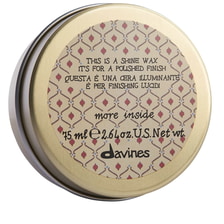 THIS IS A SHINE WAX
IT'S FOR A POLISHED FINISH
QUESTA É UNA CERA ILLUMINANTE
É PER FINISHING LUCIDI
more inside
75 ml e 2.64 oz. U.S. Net wt.
davines